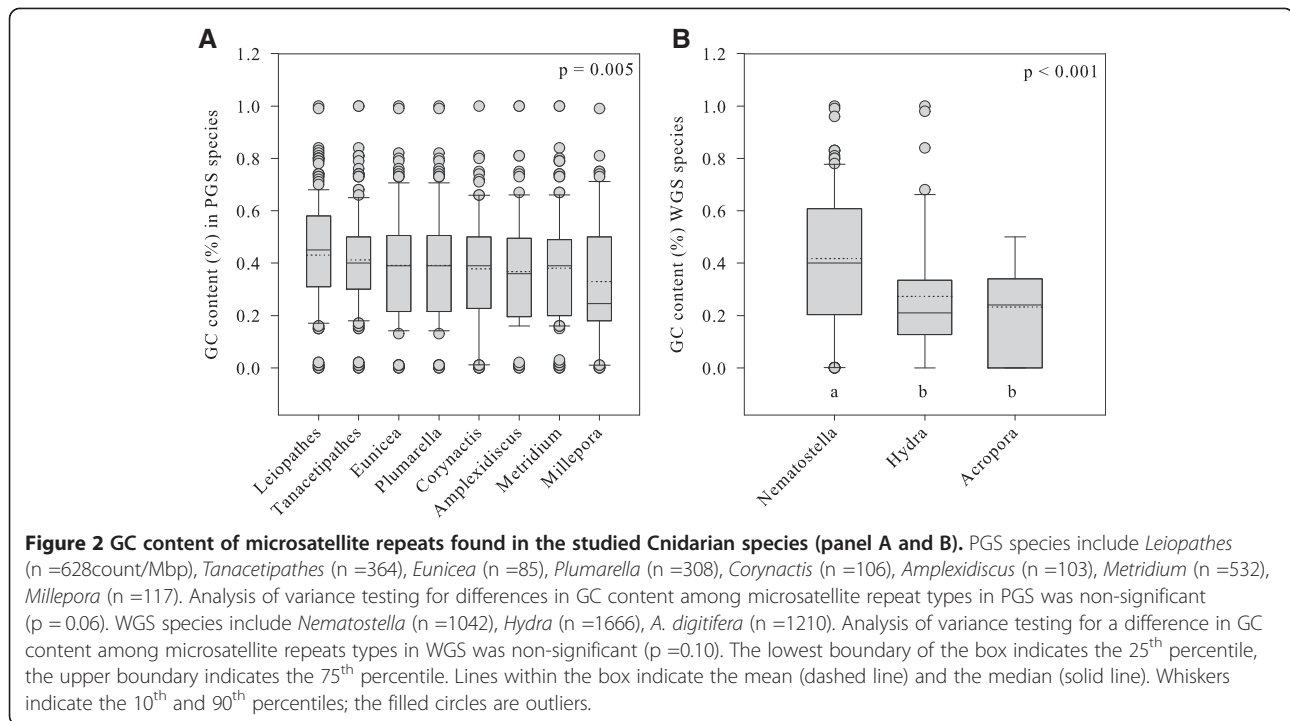 A
B
1.2
1.0
0.8
0.6
0.4
0.2
0.0
GC content (%) in PGS species
p = 0.005
Leiopathes
Tanacetipathes
Eunicea
Plumarella
Corynactis
Amplexidiscus
Metridium
Millepora
1.2
1.0
0.8
0.6
0.4
0.2
0.0
GC content (%) WGS species
p < 0.001
a
b
b
Nematostella
Hydra
Acropora
Figure 2 GC content of microsatellite repeats found in the studied Cnidarian species (panel A and B). PGS species include Leiopathes
(n =628count/Mbp), Tanacetipathes (n =364), Eunicea (n =85), Plumarella (n =308), Corynactis (n =106), Amplexidiscus (n =103), Metridium (n =532),
Millepora (n =117). Analysis of variance testing for differences in GC content among microsatellite repeat types in PGS was non-significant
(p = 0.06). WGS species include Nematostella (n =1042), Hydra (n =1666), A. digitifera (n =1210). Analysis of variance testing for a difference in GC
content among microsatellite repeats types in WGS was non-significant (p =0.10). The lowest boundary of the box indicates the 25th percentile,
the upper boundary indicates the 75th percentile. Lines within the box indicate the mean (dashed line) and the median (solid line). Whiskers
indicate the 10th and 90th percentiles; the filled circles are outliers.